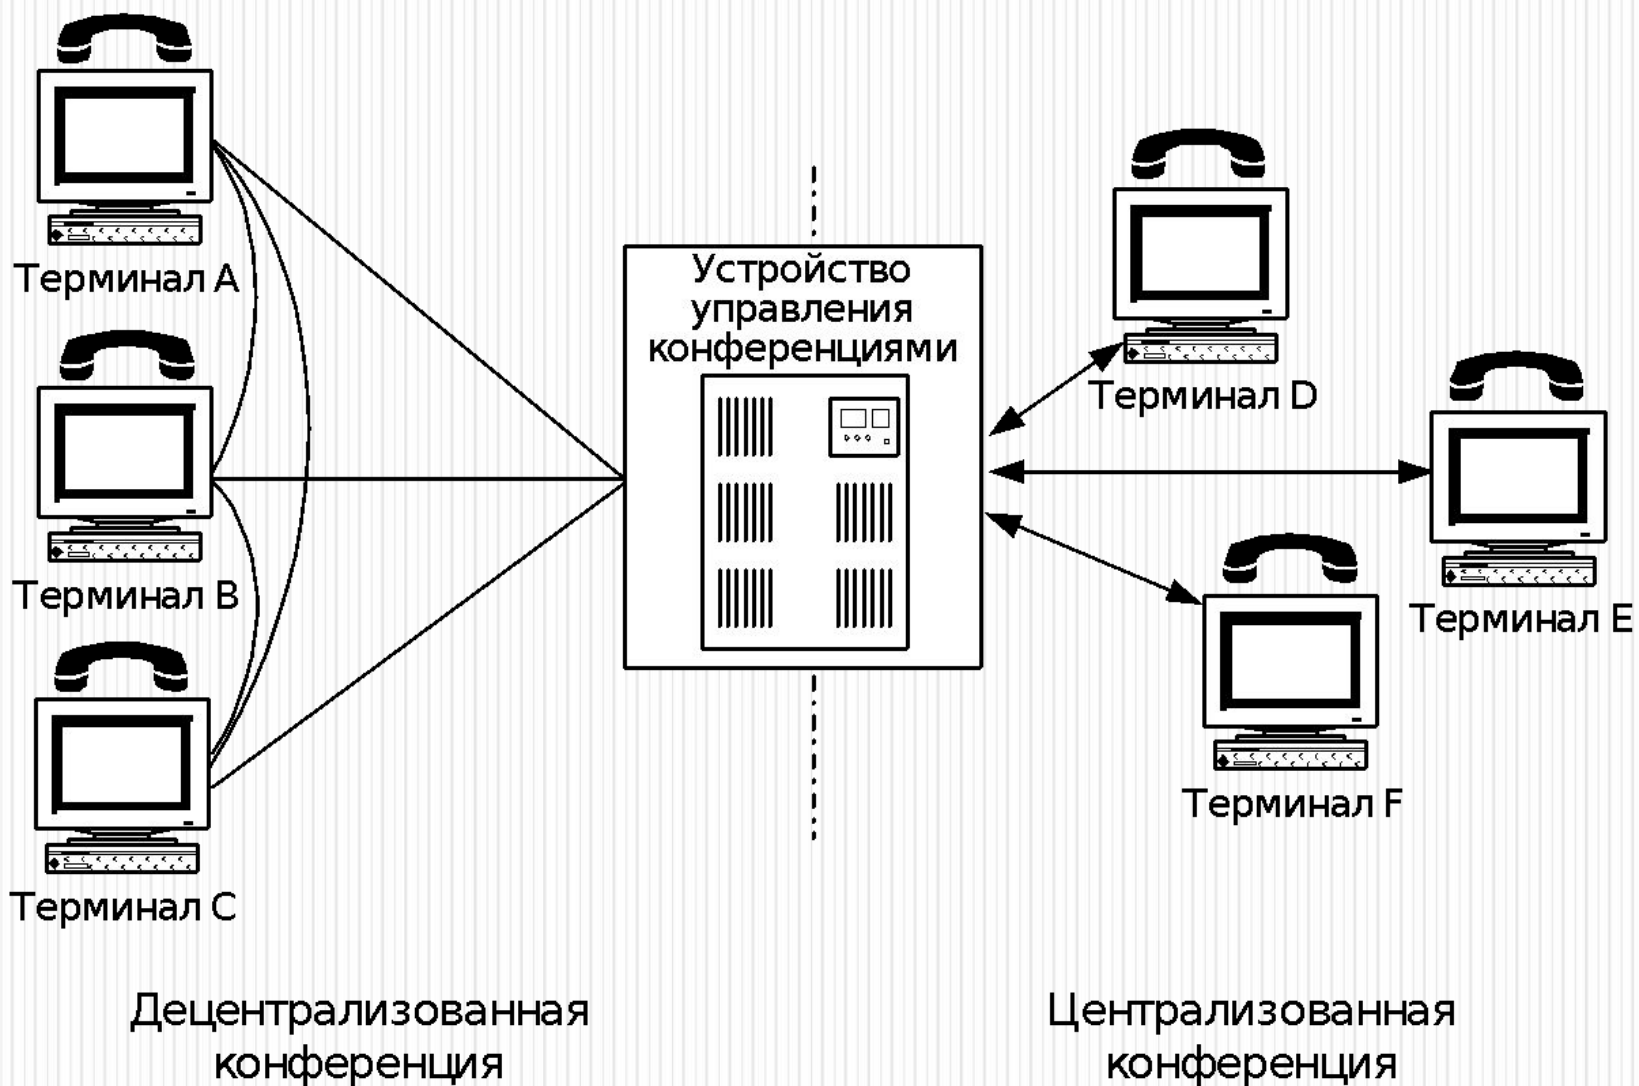 Терминал A
Терминал B
Терминал C
Устройство
управления
конференциями
Терминал D
Терминал E
Терминал F
Децентрализованная
конференция
Централизованная
конференция